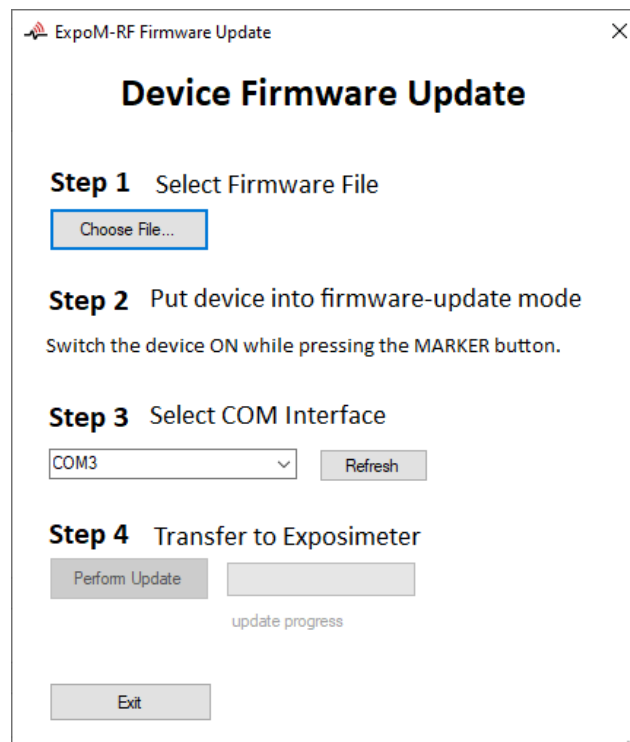 ExpoM-RF Firmware Update
Device Firmware Update
Step 1 Select Firmware File
Choose File...
Step 2 Put device into firmware-update mode
Switch the device ON while pressing the MARKER button.
Step 3 Select COM Interface
COM3
Refresh
Step 4 Transfer to Exposimeter
Perform Update
update progress
Exit